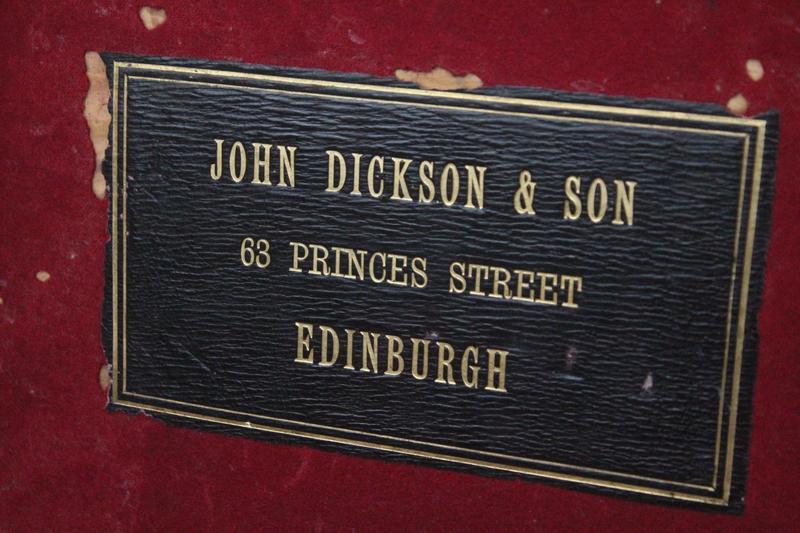 JOHN DICKSON & SON
63 PRINCES STREET
EDINBURGH